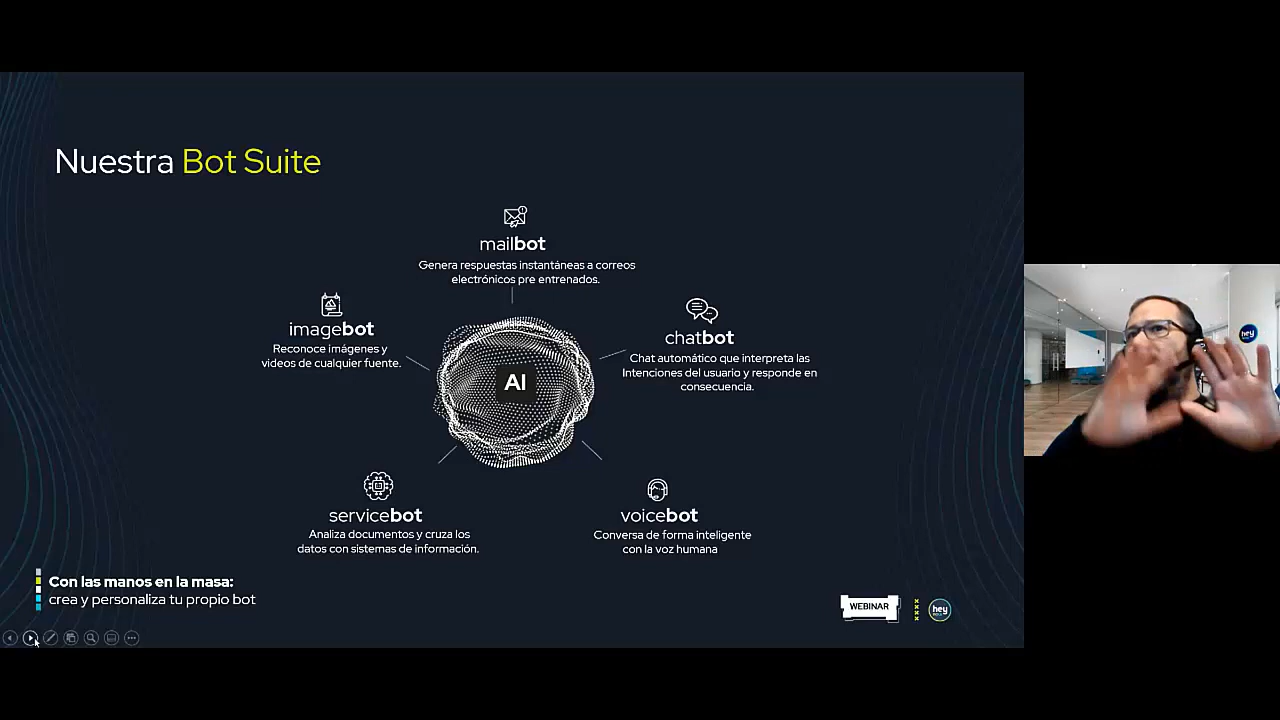 Nuestra Bot Suite
mailbot
Genera respuestas instantáneas a correos
electrónicos pre entrenados.
imagebot
Reconoce imágenes y
videos de cualquier fuente.
chatbot
Chat automático que interpreta las
Intenciones del usuario y responde en
consecuencia.
AI
servicebot
Analiza documentos y cruza los
datos con sistemas de información.
voicebot
Conversa de forma inteligente
con la voz humana
Con las manos en la masa:
crea y personaliza tu propio bot
WEBINAR
hey
hey